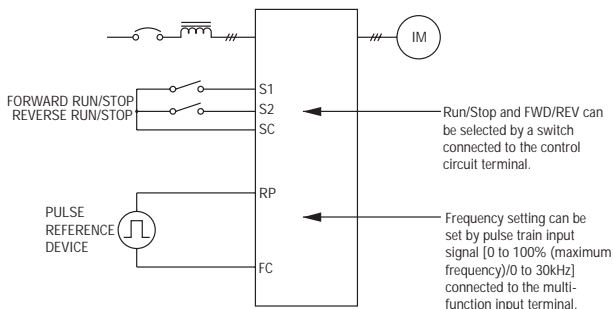 IM
S1
FORWARD RUN/STOP
S2
REVERSE RUN/STOP
SC
Run/Stop and FWD/REV can
be selected by a switch
connected to the control
circuit terminal.
RP
PULSE
REFERENCE
DEVICE
FC
Frequency setting can be
set by pulse train input
signal [0 to 100% (maximum
frequency)/0 to 30kHz]
connected to the multi-
function input terminal.